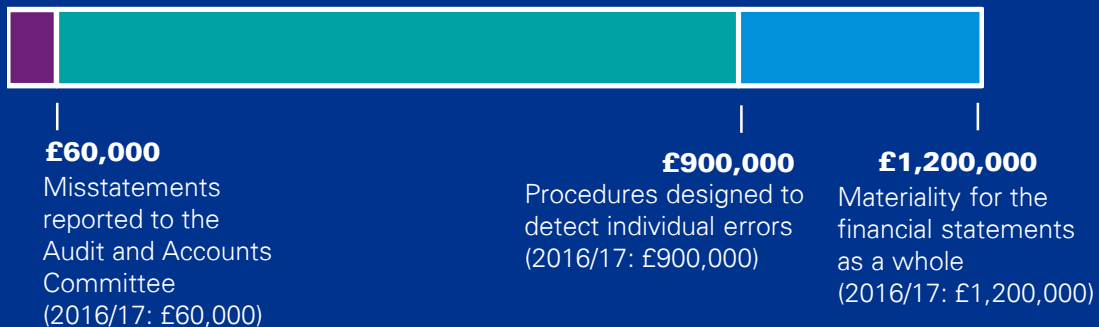 £60,000
Misstatements
reported to the
Audit and Accounts
Committee
(2016/17: £60,000)
£900,000
Procedures designed to
detect individual errors
(2016/17: £900,000)
£1,200,000
Materiality for the
financial statements
as a whole
(2016/17: £1,200,000)